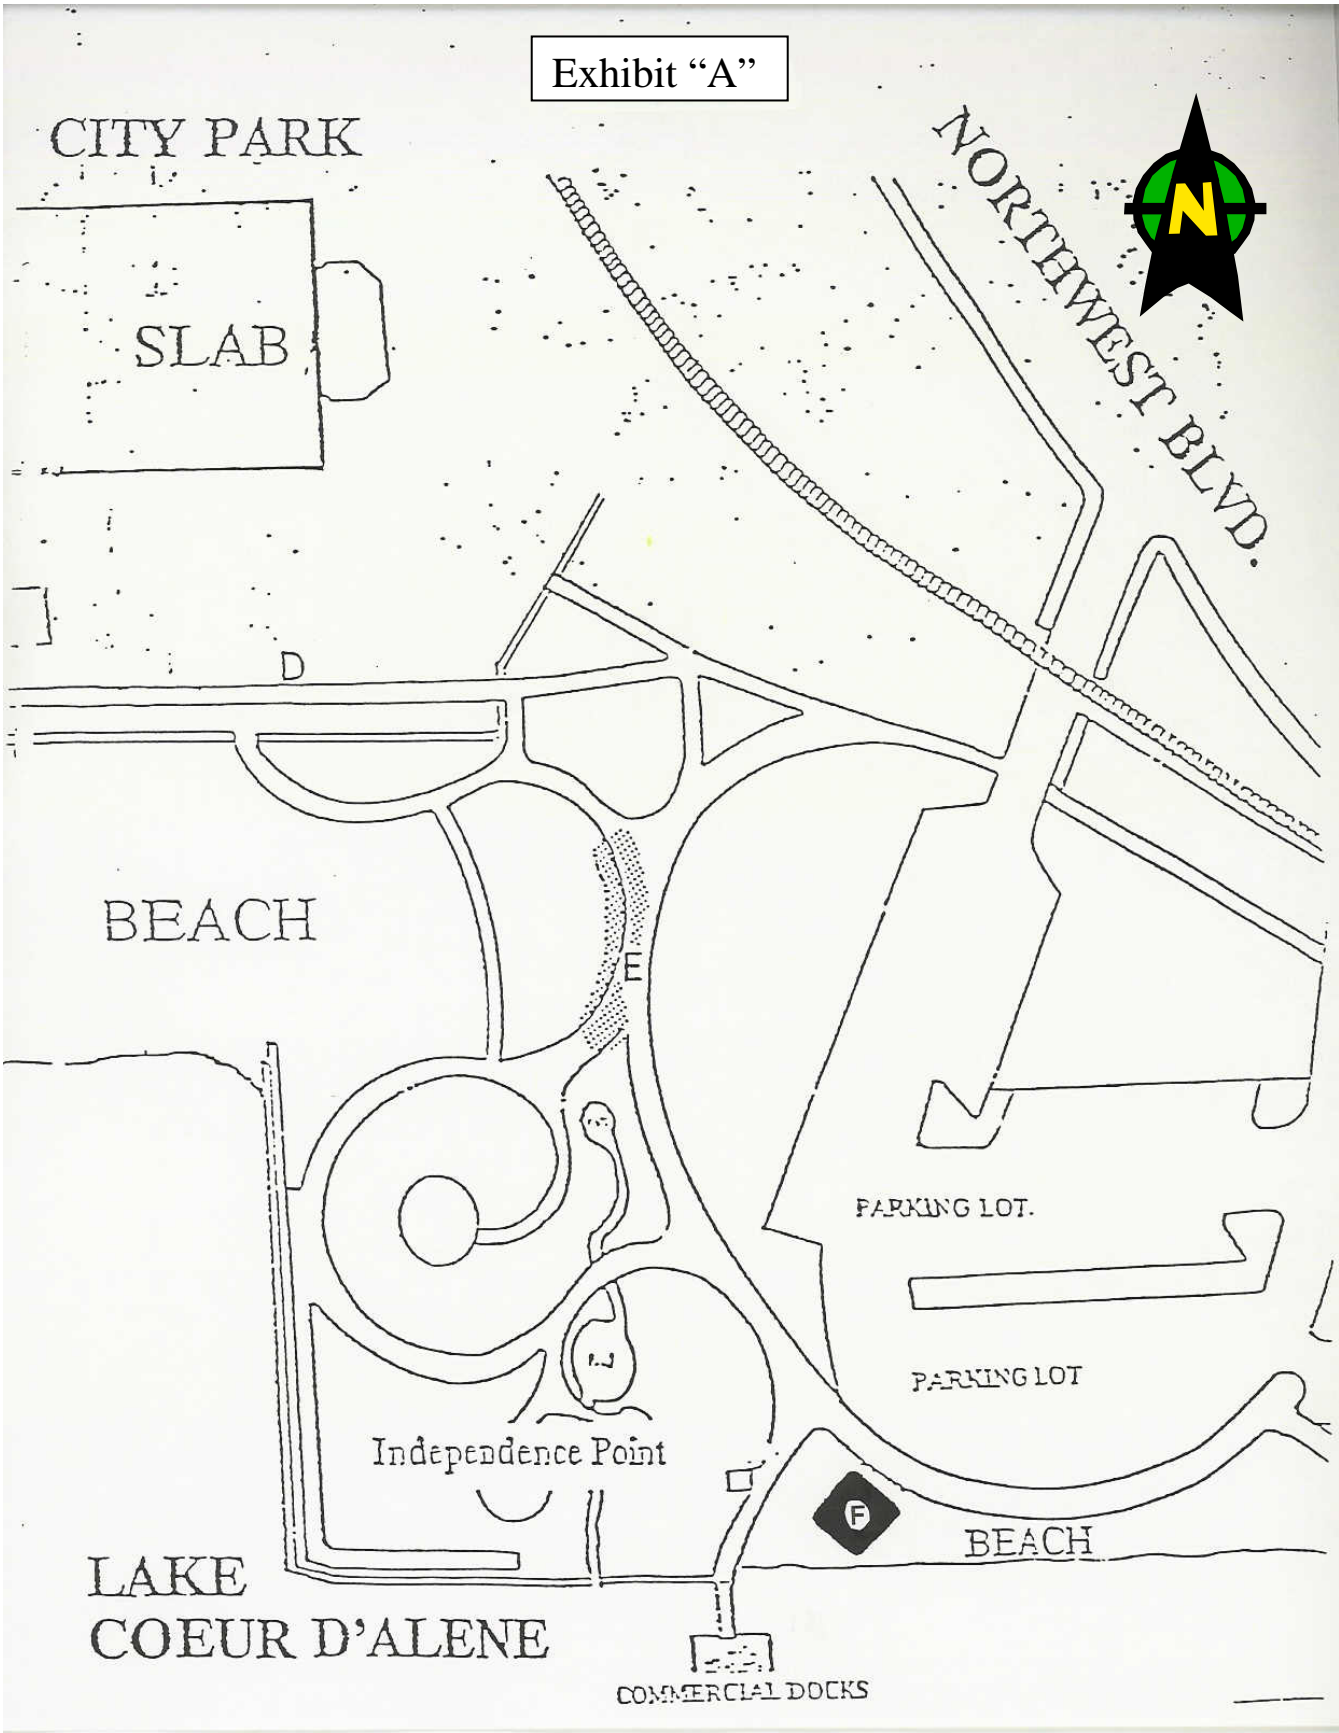 Exhibit “A”
CITY PARK
NORTHWEST BLVD.
N
SLAB
D
BEACH
E
PARKING LOT.
PARKING LOT
Independence Point
F
BEACH
LAKE
COEUR D’ALENE
COMMERCIAL DOCKS